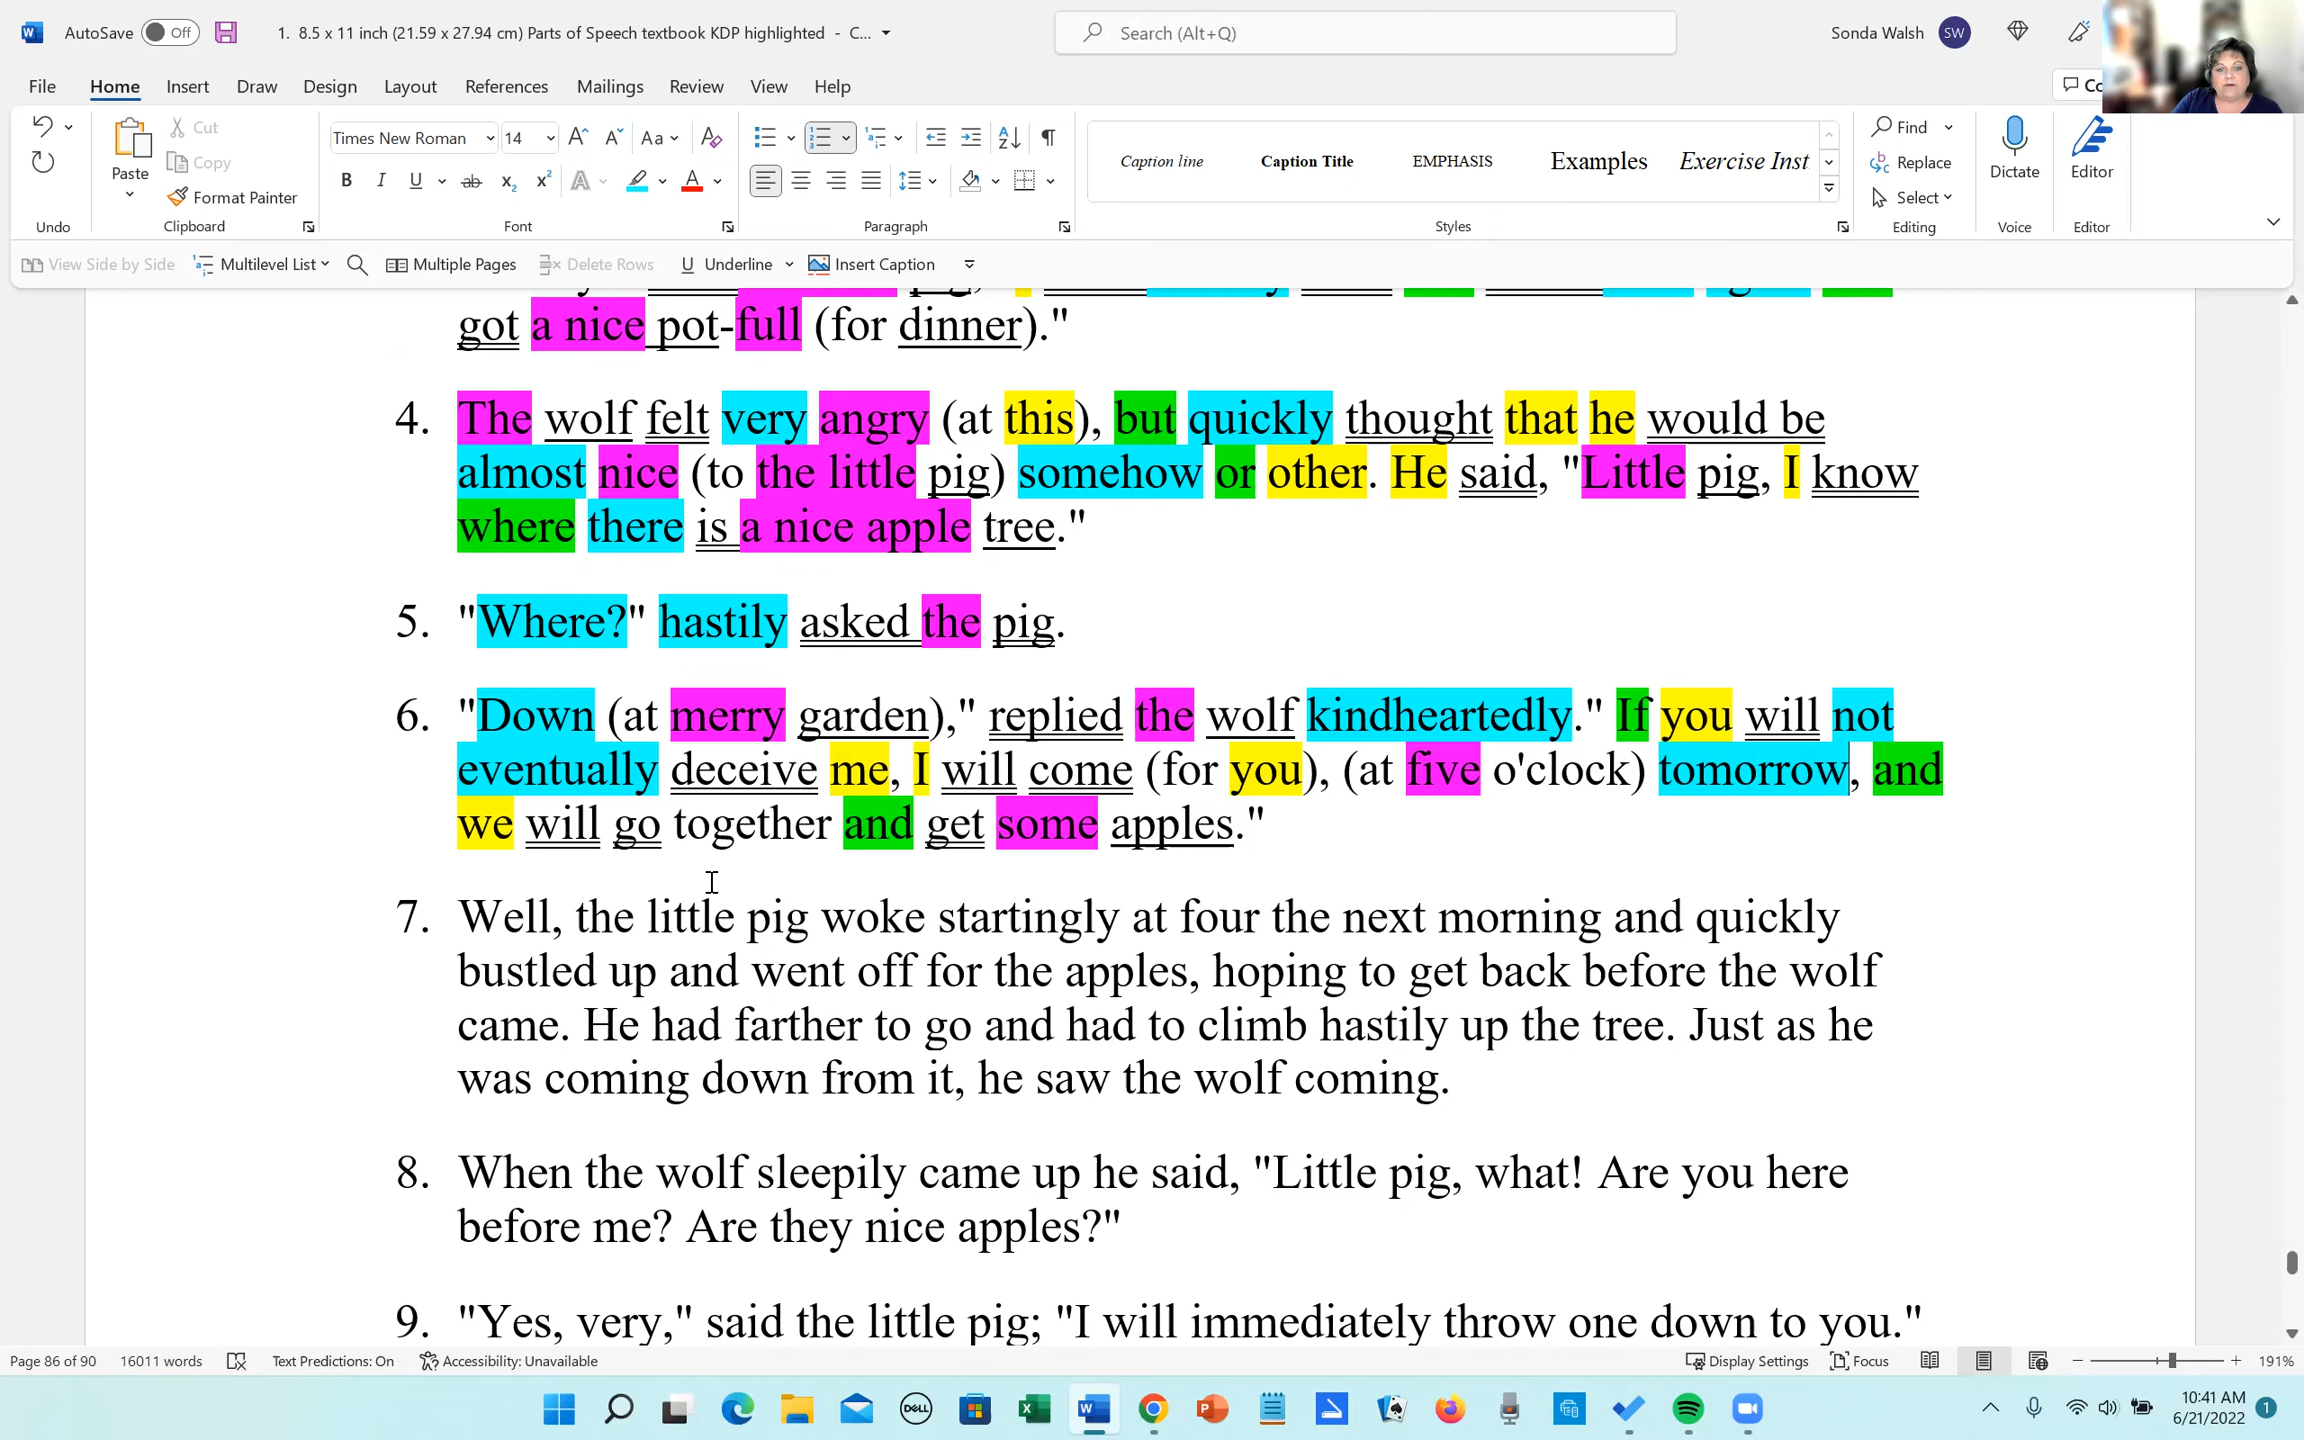 AutoSave Off 1. 8.5 x 11 inch (21.59 x 27.94 cm) Parts of Speech textbook KDP highlighted - C... Search (Alt+Q) Sonda Walsh SW
File Home Insert Draw Design Layout References Mailings Review View Help Co
Cut
Copy
Paste
Format Painter
Times New Roman 14 Aa
Caption line Caption Title EMPHASIS Examples Exercise Inst
Find
Replace
Select
Dictate
Editor
Undo Clipboard Font Paragraph Styles Editing Voice Editor
View Side by Side Multilevel List Multiple Pages Delete Rows Underline Insert Caption
got a nice pot-full (for dinner)."
4. The wolf felt very angry (at this), but quickly thought that he would be
almost nice (to the little pig) somehow or other. He said, "Little pig, I know
where there is a nice apple tree."
5. "Where?" hastily asked the pig.
6. "Down (at merry garden)," replied the wolf kindheartedly." If you will not
eventually deceive me, I will come (for you), (at five o'clock) tomorrow, and
we will go together and get some apples."
7. Well, the little pig woke startingly at four the next morning and quickly
bustled up and went off for the apples, hoping to get back before the wolf
came. He had farther to go and had to climb hastily up the tree. Just as he
was coming down from it, he saw the wolf coming.
8. When the wolf sleepily came up he said, "Little pig, what! Are you here
before me? Are they nice apples?"
9. "Yes, very," said the little pig; "I will immediately throw one down to you."
Page 86 of 90 16011 words Text Predictions: On Accessibility: Unavailable Display Settings Focus 191%
DELL
10:41 AM
6/21/2022 1